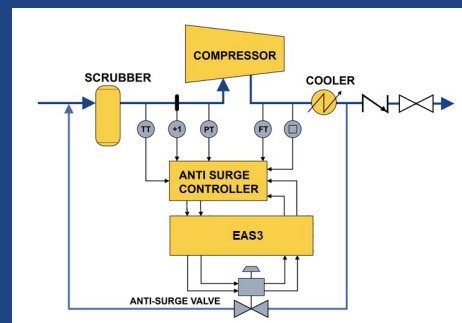 COMPRESSOR
SCRUBBER
COOLER
TT
+1
PT
FT
ANTI SURGE
CONTROLLER
EAS3
ANTI-SURGE VALVE